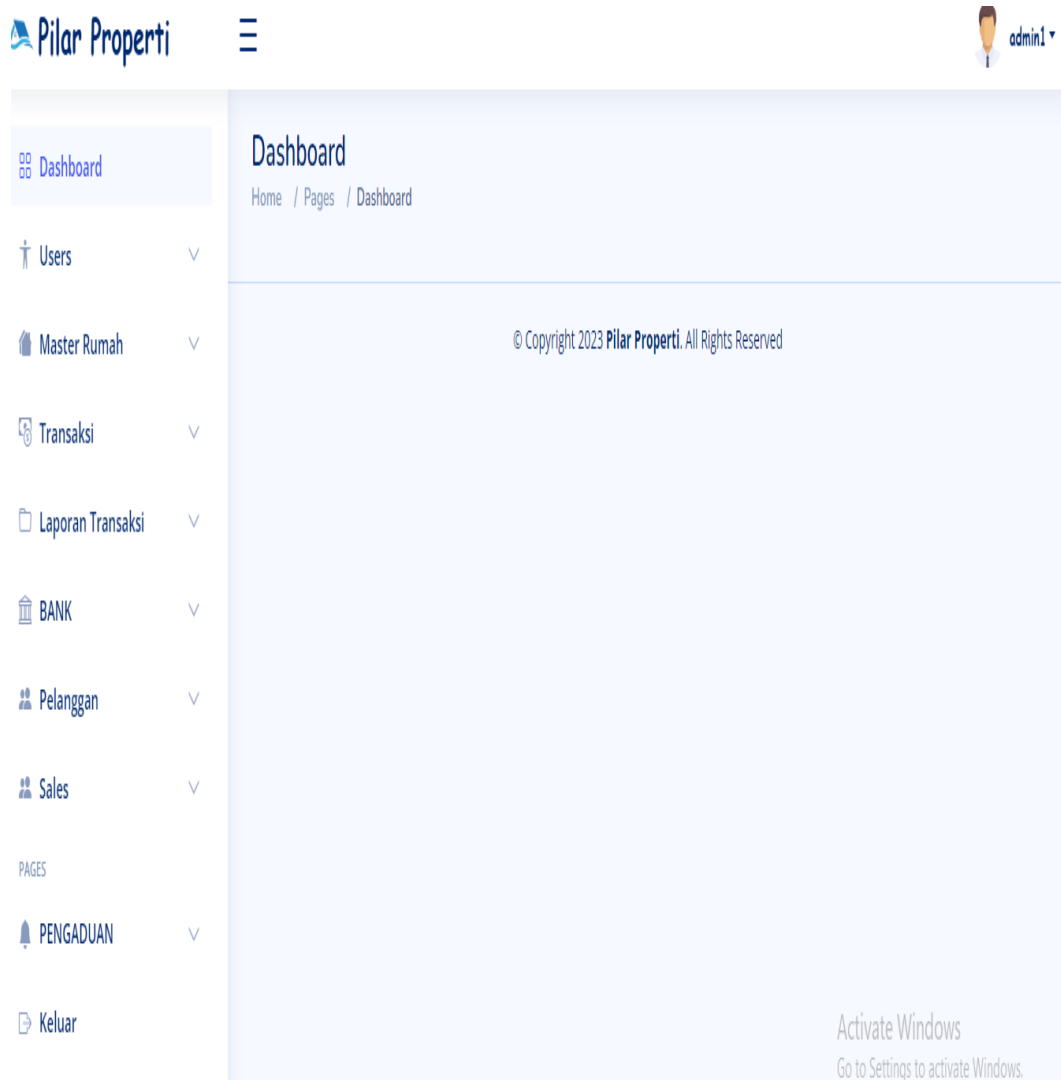 Pilar Properti
admin1
Dashboard
Users
Master Rumah
Transaksi
Laporan Transaksi
BANK
Pelanggan
Sales
PAGES
PENGADUAN
Keluar
Dashboard
Home / Pages / Dashboard
© Copyright 2023 Pilar Properti. All Rights Reserved
Activate Windows
Go to Settings to activate Windows.